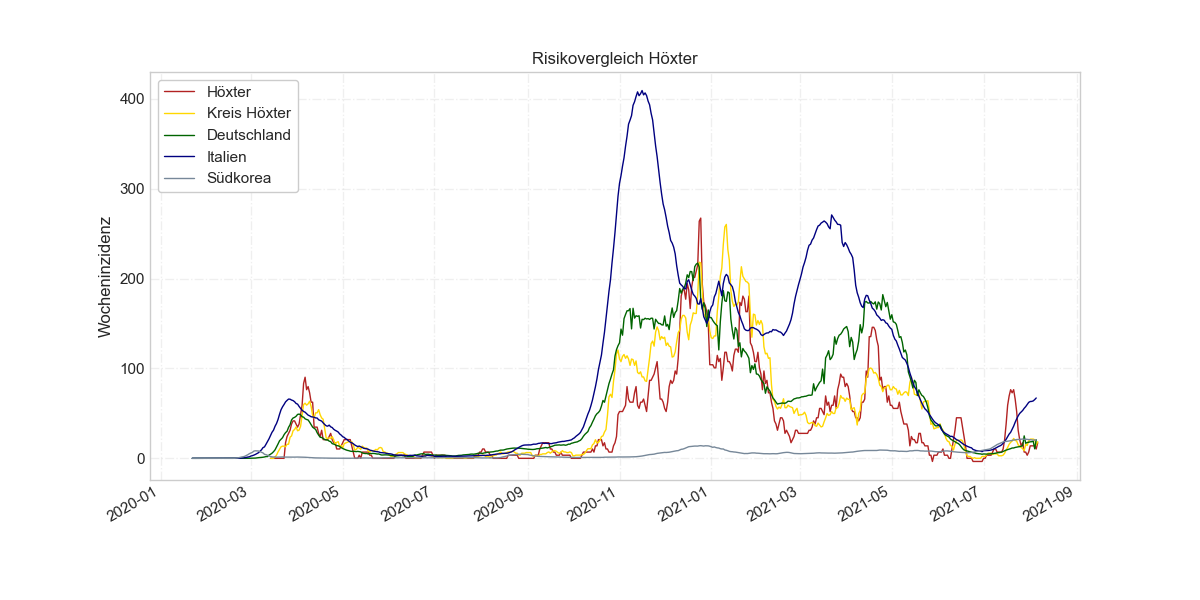 Risikovergleich Höxter
Höxter
Kreis Höxter
Deutschland
Italien
Südkorea
Wocheninzidenz
400
300
200
100
0
2020-01
2020-03
2020-05
2020-07
2020-09
2020-11
2021-01
2021-03
2021-05
2021-07
2021-09